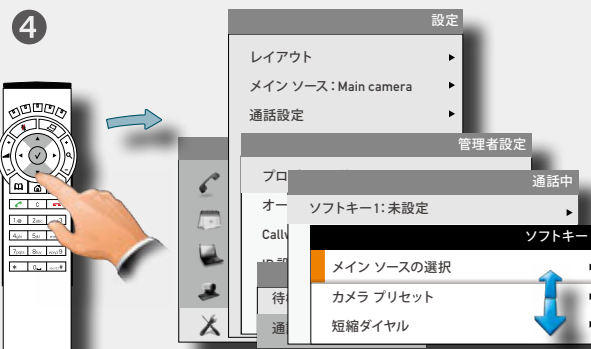 4
設定
レイアウト
メイン ソース：Main camera
通話設定
管理者設定
プロ
オー
Callw
通話中
ソフトキー1：未設定
ソフトキー
メイン ソースの選択
カメラ プリセット
短縮ダイヤル
待
通